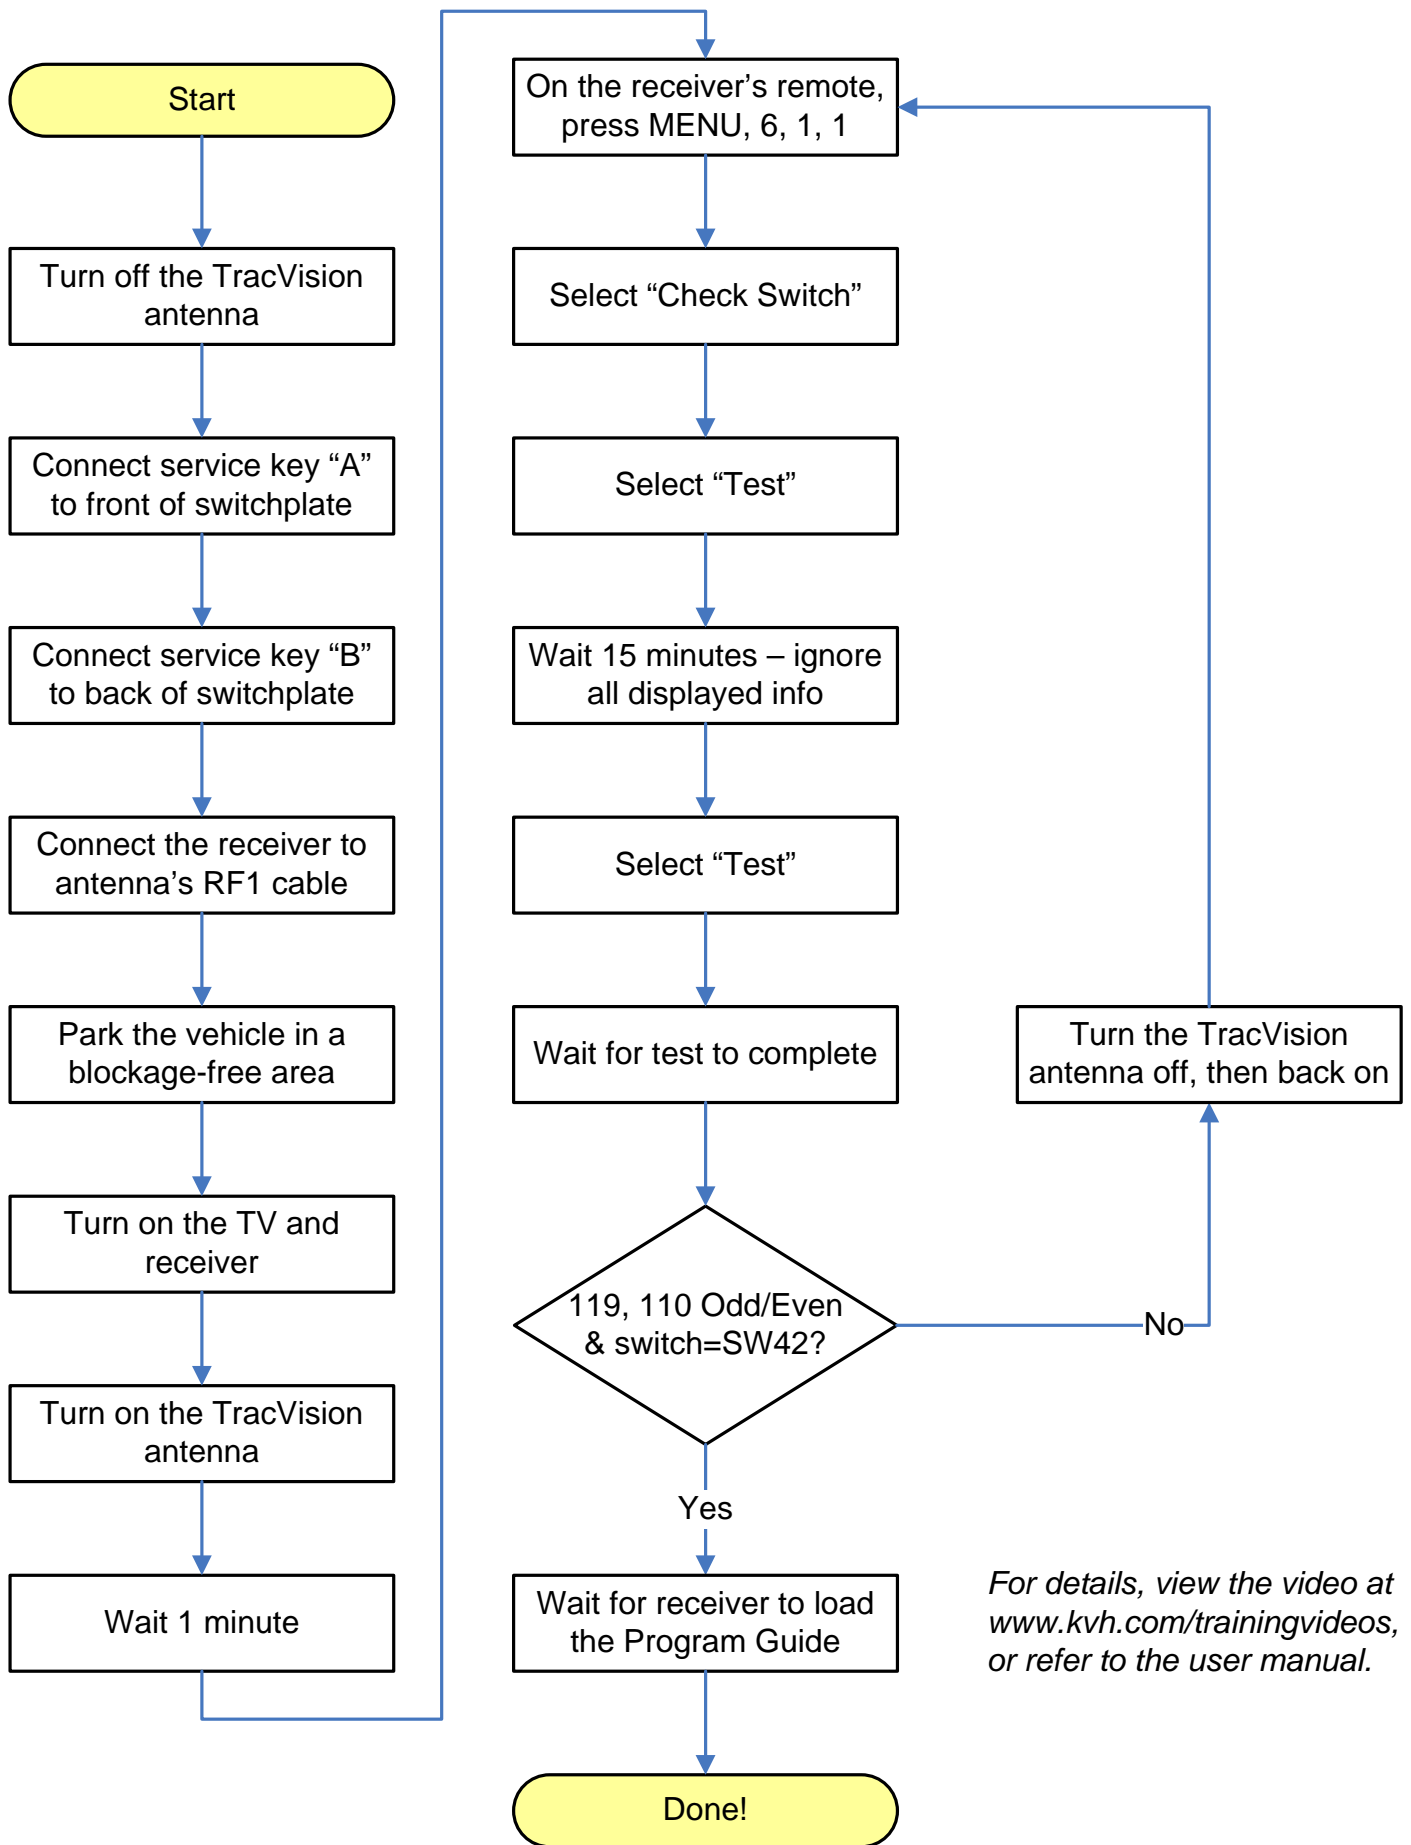 Start
Turn off the TracVision
antenna
Connect service key “A”
to front of switchplate
Connect service key “B”
to back of switchplate
Connect the receiver to
antenna’s RF1 cable
Park the vehicle in a
blockage-free area
Turn on the TV and
receiver
Turn on the TracVision
antenna
Wait 1 minute
On the receiver’s remote,
press MENU, 6, 1, 1
Select “Check Switch”
Select “Test”
Wait 15 minutes – ignore
all displayed info
Select “Test”
Wait for test to complete
119, 110 Odd/Even
& switch=SW42?
No
Turn the TracVision
antenna off, then back on
Yes
Wait for receiver to load
the Program Guide
Done!
For details, view the video at
www.kvh.com/trainingvideos,
or refer to the user manual.